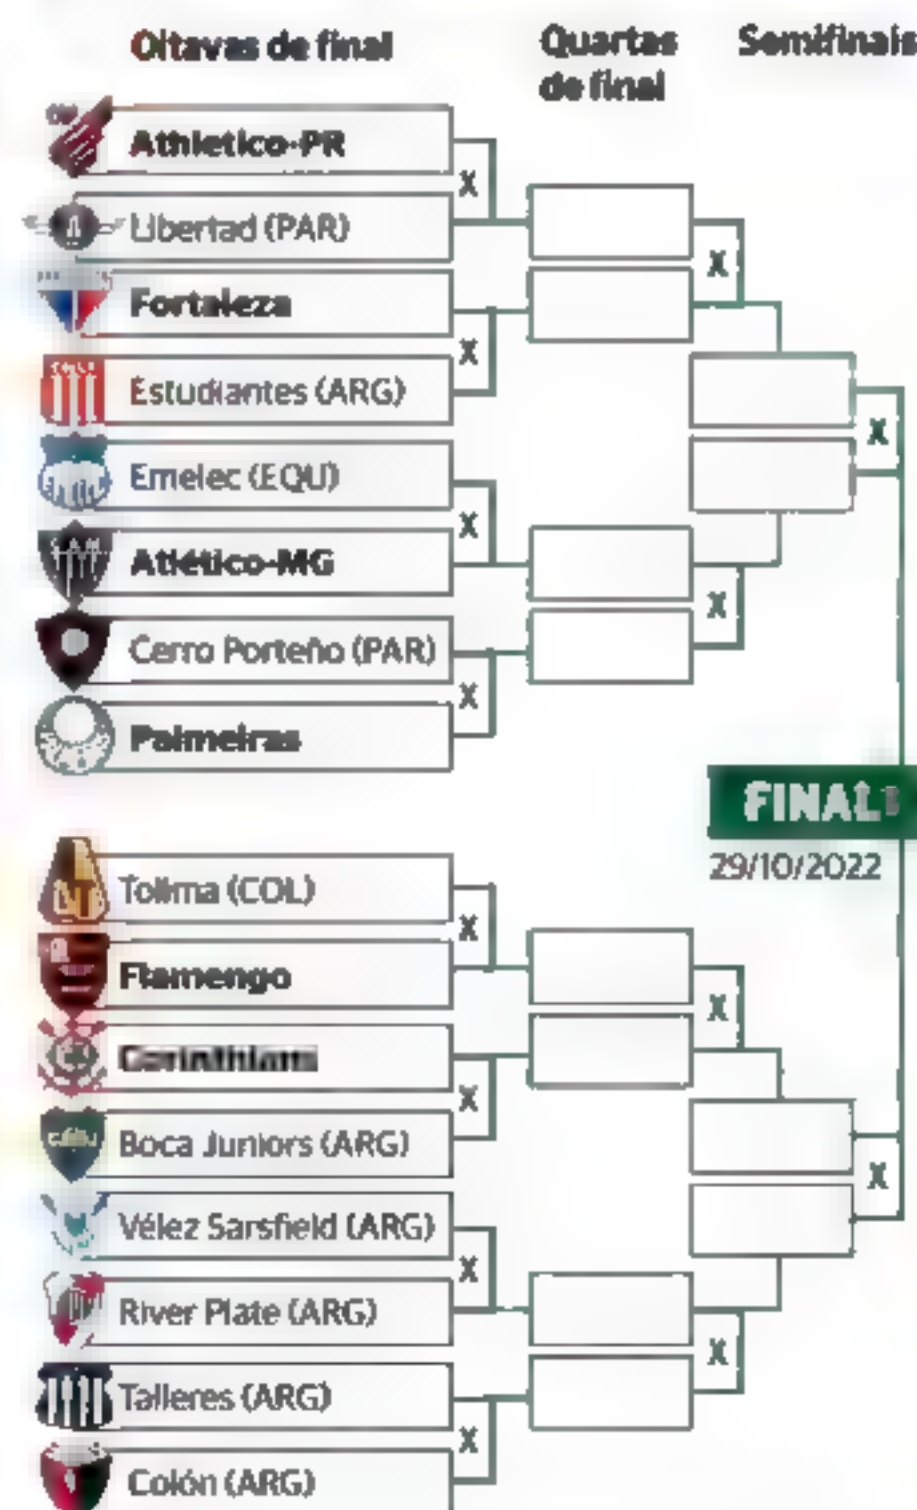 Oitavas de final
Quartas
de final
Semifinais
Athletico-PR
X
Libertad (PAR)
X
Fortaleza
X
Estudiantes (ARG)
X
Emelec (EQU)
X
Atlético-MG
X
Cerro Porteño (PAR)
X
Palmeiras
FINAL
29/10/2022
Tolima (COL)
X
Flamengo
X
Corinthians
X
Boca Juniors (ARG)
X
Vélez Sarsfield (ARG)
X
River Plate (ARG)
X
Talleres (ARG)
X
Colón (ARG)